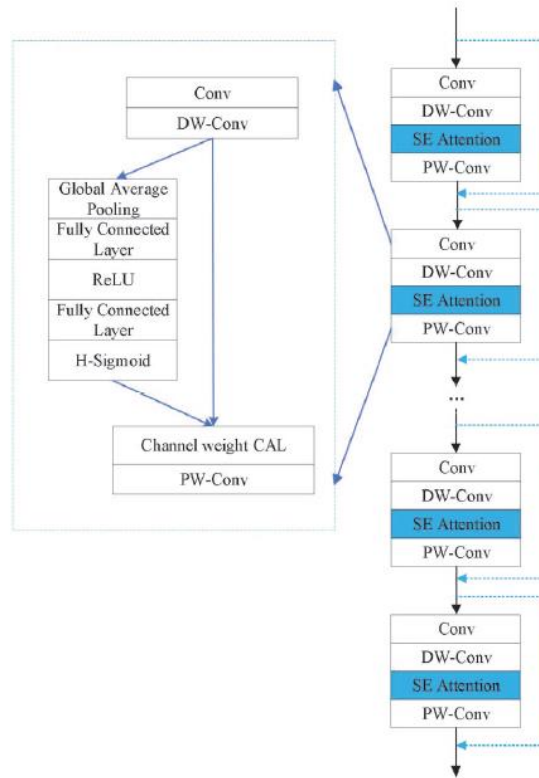 Conv
DW-Conv
Global Average
Pooling
Fully Connected
Layer
ReLU
Fully Connected
Layer
H-Sigmoid
Channel weight CAL
PW-Conv
Conv
DW-Conv
SE Attention
PW-Conv
Conv
DW-Conv
SE Attention
PW-Conv
...
Conv
DW-Conv
SE Attention
PW-Conv
Conv
DW-Conv
SE Attention
PW-Conv